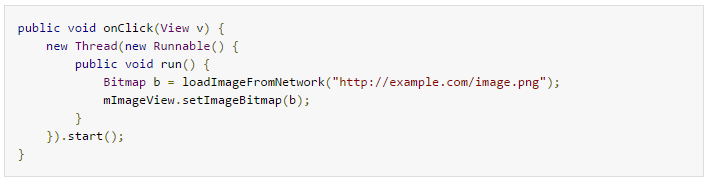 public void onClick(View v) {
    new Thread(new Runnable() {
        public void run() {
            Bitmap b = loadImageFromNetwork("http://example.com/image.png");
            mImageView.setImageBitmap(b);
        }
    }).start();
}